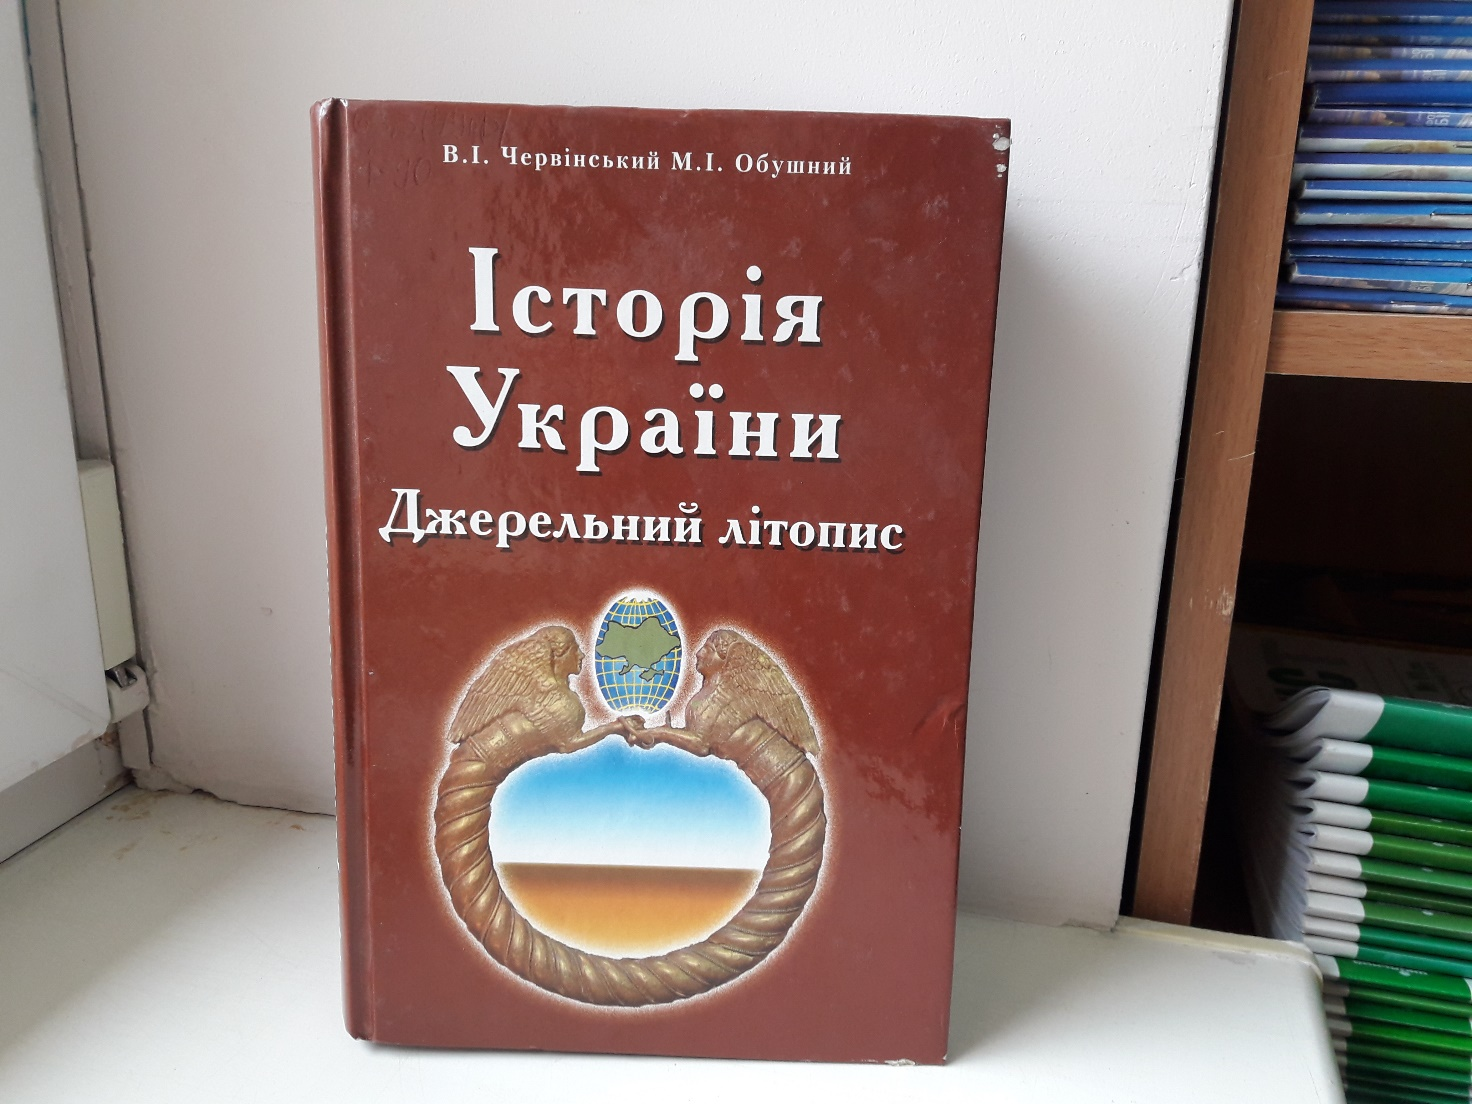 В.І. Червінський М.І. Обушний
Історія
України
Джерельний літопис